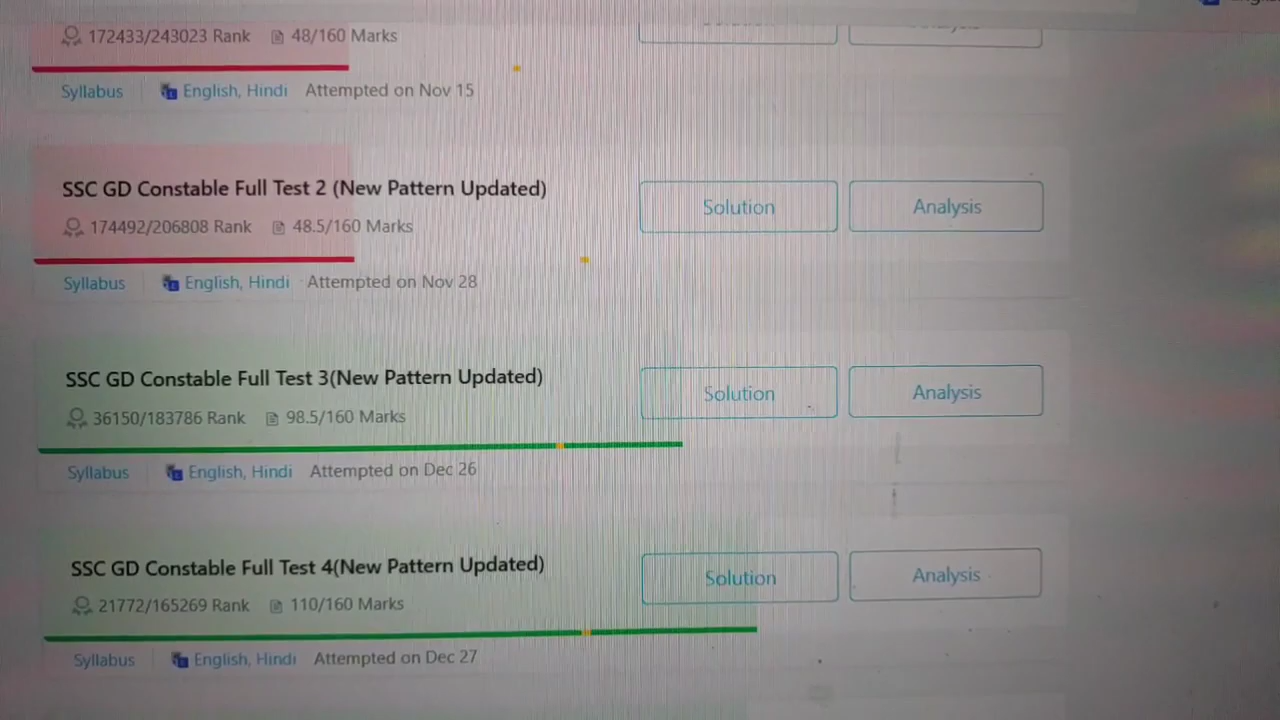 172433/243023 Rank 48/160 Marks
Syllabus English, Hindi Attempted on Nov 15
SSC GD Constable Full Test 2 (New Pattern Updated)
174492/206808 Rank 48.5/160 Marks
Solution Analysis
Syllabus English, Hindi Attempted on Nov 28
SSC GD Constable Full Test 3(New Pattern Updated)
36150/183786 Rank 98.5/160 Marks
Solution Analysis
Syllabus English, Hindi Attempted on Dec 26
SSC GD Constable Full Test 4(New Pattern Updated)
21772/165269 Rank 110/160 Marks
Solution Analysis
Syllabus English, Hindi Attempted on Dec 27